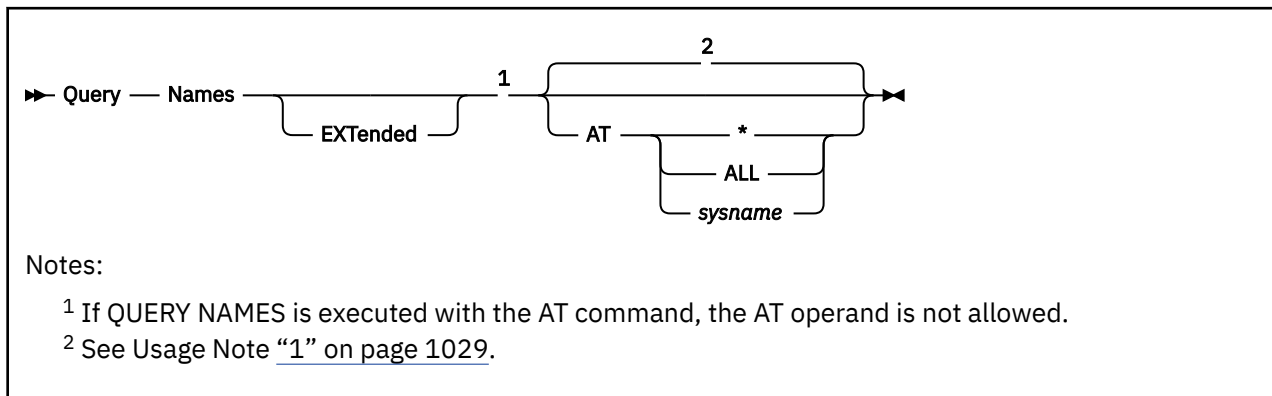 2
1
Query Names
EXTended
AT *
ALL
sysname
Notes:
1 If QUERY NAMES is executed with the AT command, the AT operand is not allowed.
2 See Usage Note “1” on page 1029.